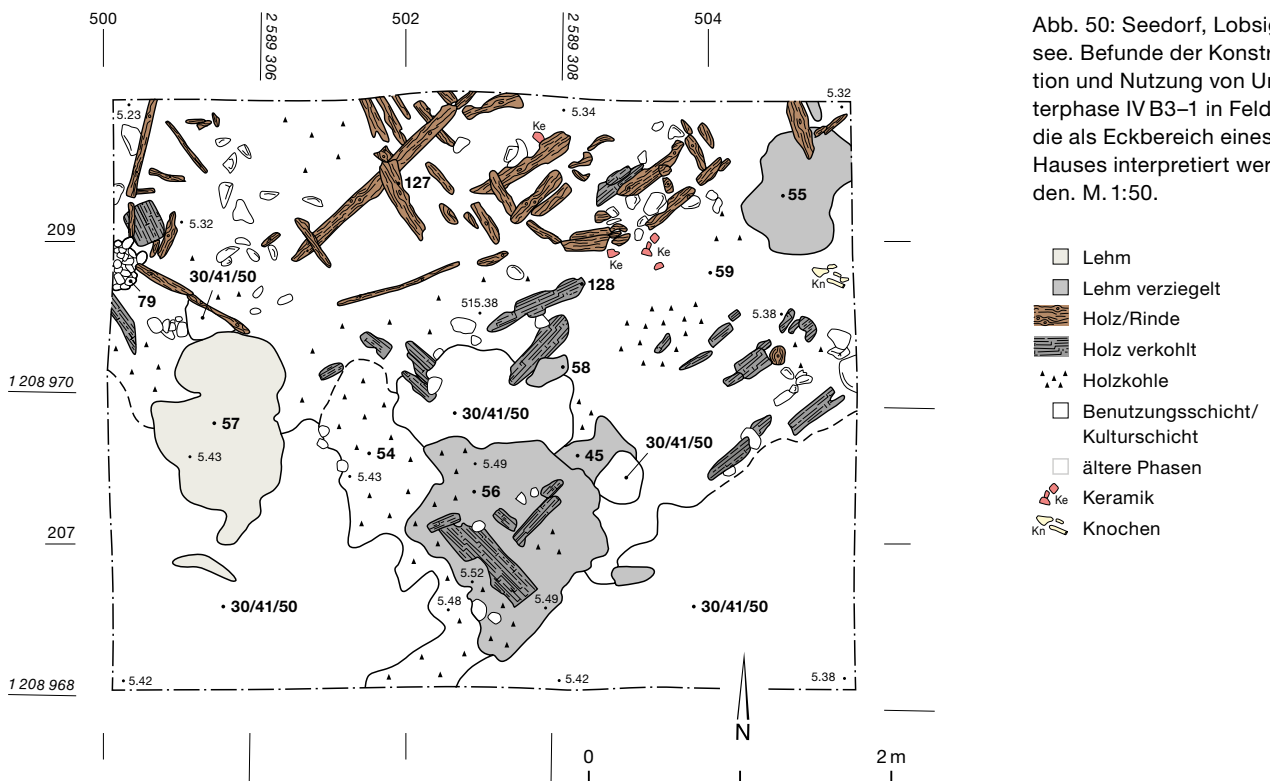 500
502
504
2 589 306
2 589 308
5.23
5.34
5.32
Ke
127
55
209
5.32
Ke
Ke
30/41/50
59
Kn
79
128
515.38
5.38
1 208 970
58
30/41/50
57
30/41/50
54
45
5.43
5.49
5.43
56
207
5.52
5.48
5.49
30/41/50
30/41/50
1 208 968
5.42
5.42
5.38
N
0
2 m
Abb. 50: Seedorf, Lobsig
see. Befunde der Konstr
tion und Nutzung von Un
terphase IV B3–1 in Feld
die als Eckbereich eines
Hauses interpretiert wer
den. M. 1:50.
Lehm
Lehm verziegelt
Holz/Rinde
Holz verkohlt
Holzkohle
Benutzungsschicht/
Kulturschicht
ältere Phasen
Ke Keramik
Kn Knochen